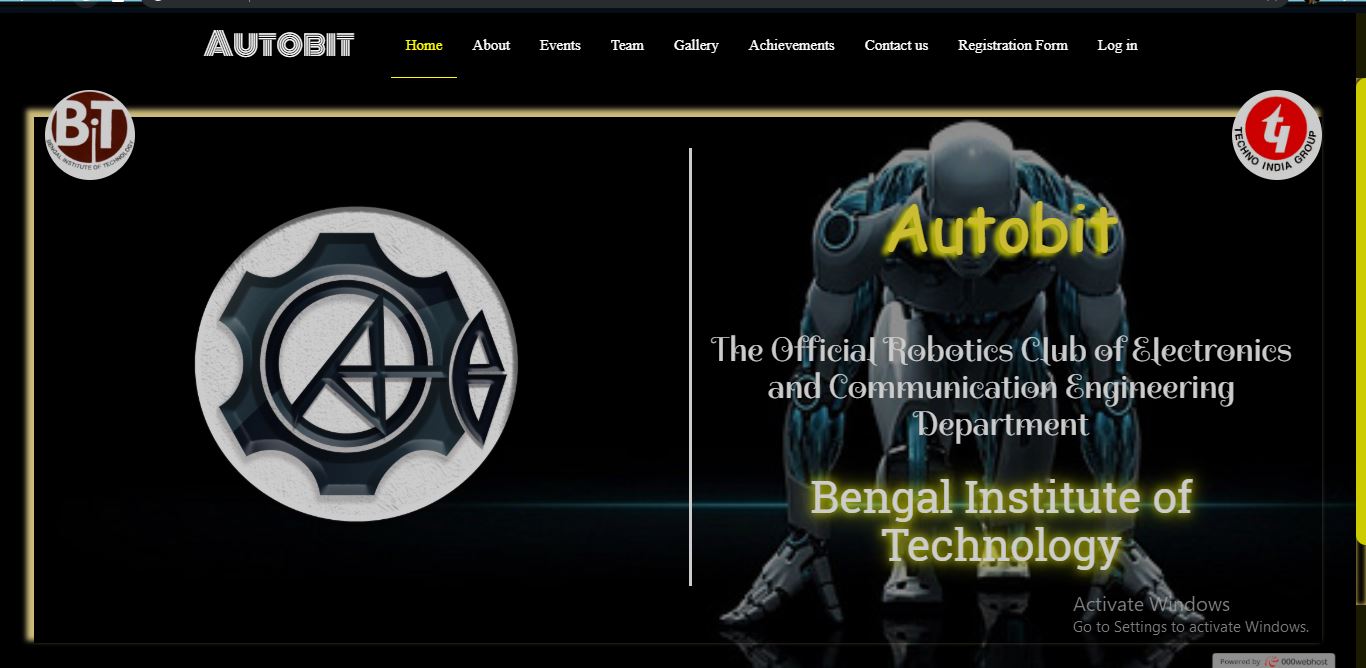 AUTOBIT
Home About Events Team Gallery Achievements Contact us Registration Form Log in
BiT
BENGAL INSTITUTE OF TECHNOLOGY
TECHNO INDIA GROUP
Autobit
The Official Robotics Club of Electronics
and Communication Engineering
Department
Bengal Institute of
Technology
Activate Windows
Go to Settings to activate Windows.
Powered by 000webhost